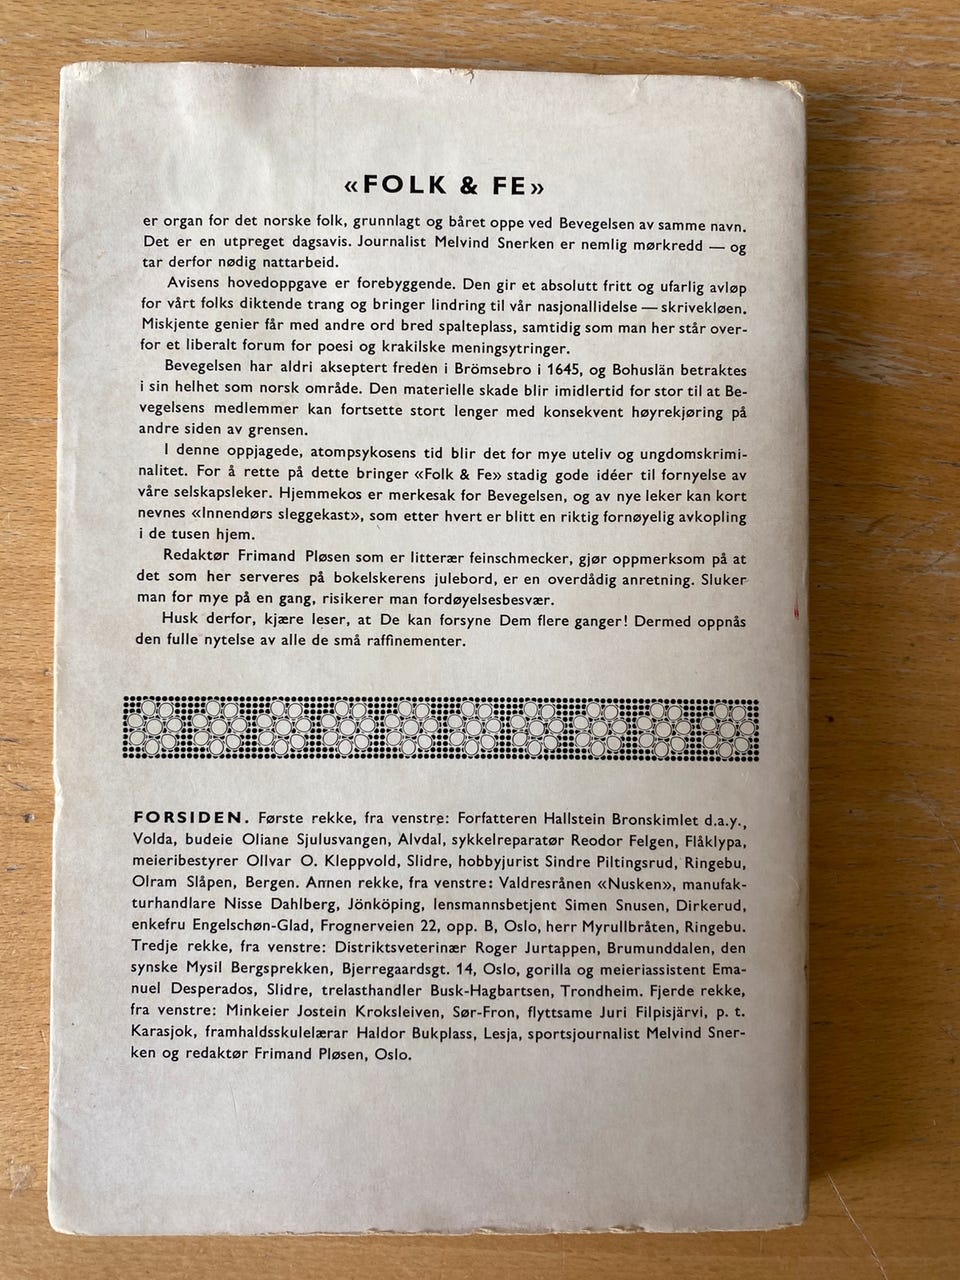 «FOLK & FE»
er organ for det norske folk, grunnlagt og båret oppe ved Bevegelsen av samme navn.
Det er en utpreget dagsavis. Journalist Melvind Snerken er nemlig mørkredd — og
tar derfor nødig nattarbeid.
Avisens hovedoppgave er forebyggende. Den gir et absolutt fritt og ufarlig avløp
for vårt folks diktende trang og bringer lindring til vår nasjonallidelse — skrivekløen.
Miskjente genier får med andre ord bred spalteplass, samtidig som man her står over-
for et liberalt forum for poesi og krakilske meningsytringer.
Bevegelsen har aldri akseptert freden i Brömsebro i 1645, og Bohuslän betraktes
i sin helhet som norsk område. Den materielle skade blir imidlertid for stor til at Be-
vegelsens medlemmer kan fortsette stort lenger med konsekvent høyrekjøring på
andre siden av grensen.
I denne oppjagede, atompsykosens tid blir det for mye uteliv og ungdomskrimi-
nalitet. For å rette på dette bringer «Folk & Fe» stadig gode idéer til fornyelse av
våre selskapsleker. Hjemmekos er merkesak for Bevegelsen, og av nye leker kan kort
nevnes «Innendørs sleggekast», som etter hvert er blitt en riktig fornøyelig avkopling
i de tusen hjem.
Redaktør Frimand Pløsen som er litterær feinschmecker, gjør oppmerksom på at
det som her serveres på bokelskerens julebord, er en overdådig anretning. Sluker
man for mye på en gang, risikerer man fordøyelsesbesvær.
Husk derfor, kjære leser, at De kan forsyne Dem flere ganger! Dermed oppnås
den fulle nytelse av alle de små raffinementer.
FORSIDEN. Første rekke, fra venstre: Forfatteren Hallstein Bronskimlet d.a.y.,
Volda, budeie Oliane Sjulusvangen, Alvdal, sykkelreparatør Reodor Felgen, Flåklypa,
meieribestyrer Ollvar O. Kleppvold, Slidre, hobbyjurist Sindre Piltingsrud, Ringebu,
Olram Slåpen, Bergen. Annen rekke, fra venstre: Valdresrånen «Nusken», manufak-
turhandlare Nisse Dahlberg, Jönköping, lensmannsbetjent Simen Snusen, Dirkerud,
enkefru Engelschøn-Glad, Frognerveien 22, opp. B, Oslo, herr Myrullbråten, Ringebu.
Tredje rekke, fra venstre: Distriktsveterinær Roger Jurtappen, Brumunddalen, den
synske Mysil Bergsprekken, Bjerregaardsgt. 14, Oslo, gorilla og meieriassistent Ema-
nuel Desperados, Slidre, trelasthandler Busk-Hagbartsen, Trondheim. Fjerde rekke,
fra venstre: Minkeier Jostein Kroksleiven, Sør-Fron, flyttsame Juri Filpisjärvi, p. t.
Karasjok, framhaldsskulelærar Haldor Bukplass, Lesja, sportsjournalist Melvind Sner-
ken og redaktør Frimand Pløsen, Oslo.